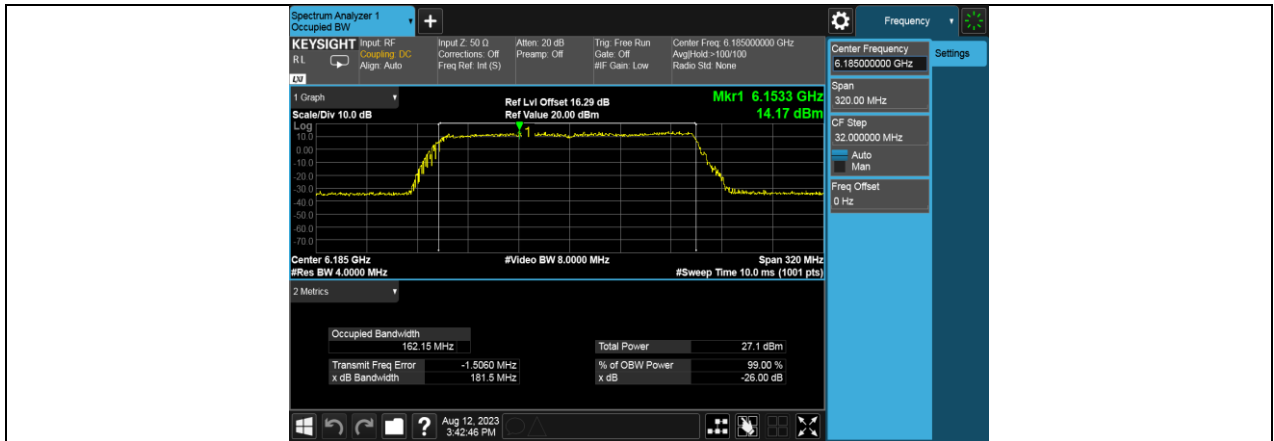 Spectrum Analyzer 1
Occupied BW
Frequency
KEYSIGHT
RL
LXI
Input: RF
Coupling: DC
Align: Auto
Input Z: 50 Ω
Corrections: Off
Freq Ref: Int (S)
Atten: 20 dB
Preamp: Off
Trig: Free Run
Gate: Off
#IF Gain: Low
Center Freq: 6.185000000 GHz
Avg|Hold:>100/100
Radio Std: None
1 Graph
Scale/Div 10.0 dB
Ref Lvl Offset 16.29 dB
Ref Value 20.00 dBm
Mkr1 6.1533 GHz
14.17 dBm
Log
10.0
0.00
-10.0
-20.0
-30.0
-40.0
-50.0
-60.0
-70.0
1
Center 6.185 GHz
#Res BW 4.0000 MHz
#Video BW 8.0000 MHz
Span 320 MHz
#Sweep Time 10.0 ms (1001 pts)
2 Metrics
Occupied Bandwidth
162.15 MHz
Transmit Freq Error -1.5060 MHz
x dB Bandwidth 181.5 MHz
Total Power 27.1 dBm
% of OBW Power 99.00 %
x dB -26.00 dB
Aug 12, 2023
3:42:46 PM
Center Frequency
6.185000000 GHz
Span
320.00 MHz
CF Step
32.000000 MHz
Auto
Man
Freq Offset
0 Hz
Settings